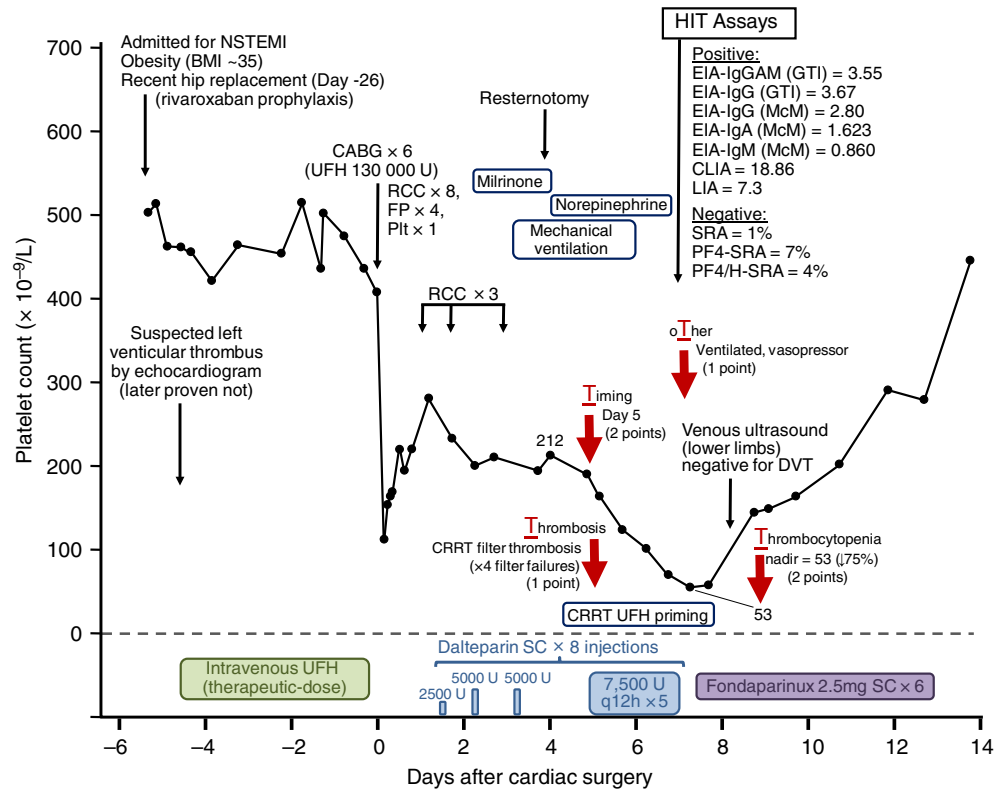 HIT Assays
Positive:
EIA-IgGAM (GTI) = 3.55
EIA-IgG (GTI) = 3.67
EIA-IgG (McM) = 2.80
EIA-IgA (McM) = 1.623
EIA-IgM (McM) = 0.860
CLIA = 18.86
LIA = 7.3
Negative:
SRA = 1%
PF4-SRA = 7%
PF4/H-SRA = 4%
Admitted for NSTEMI
Obesity (BMI ~35)
Recent hip replacement (Day -26)
(rivaroxaban prophylaxis)
Resternotomy
CABG × 6
(UFH 130 000 U)
RCC × 8,
FP × 4,
Plt × 1
Milrinone
Norepinephrine
Mechanical
ventilation
RCC × 3
Suspected left
venticular thrombus
by echocardiogram
(later proven not)
oTher
Ventilated, vasopressor
(1 point)
Timing
Day 5
(2 points)
212
Venous ultrasound
(lower limbs)
negative for DVT
Thrombosis
CRRT filter thrombosis
(×4 filter failures)
(1 point)
Thrombocytopenia
nadir = 53 (↓75%)
(2 points)
CRRT UFH priming
53
Dalteparin SC × 8 injections
Intravenous UFH
(therapeutic-dose)
2500 U
5000 U
5000 U
7,500 U
q12h ×5
Fondaparinux 2.5mg SC × 6
Platelet count (× 10⁻⁹/L)
700
600
500
400
300
200
100
0
−6
−4
−2
0
2
4
6
8
10
12
14
Days after cardiac surgery